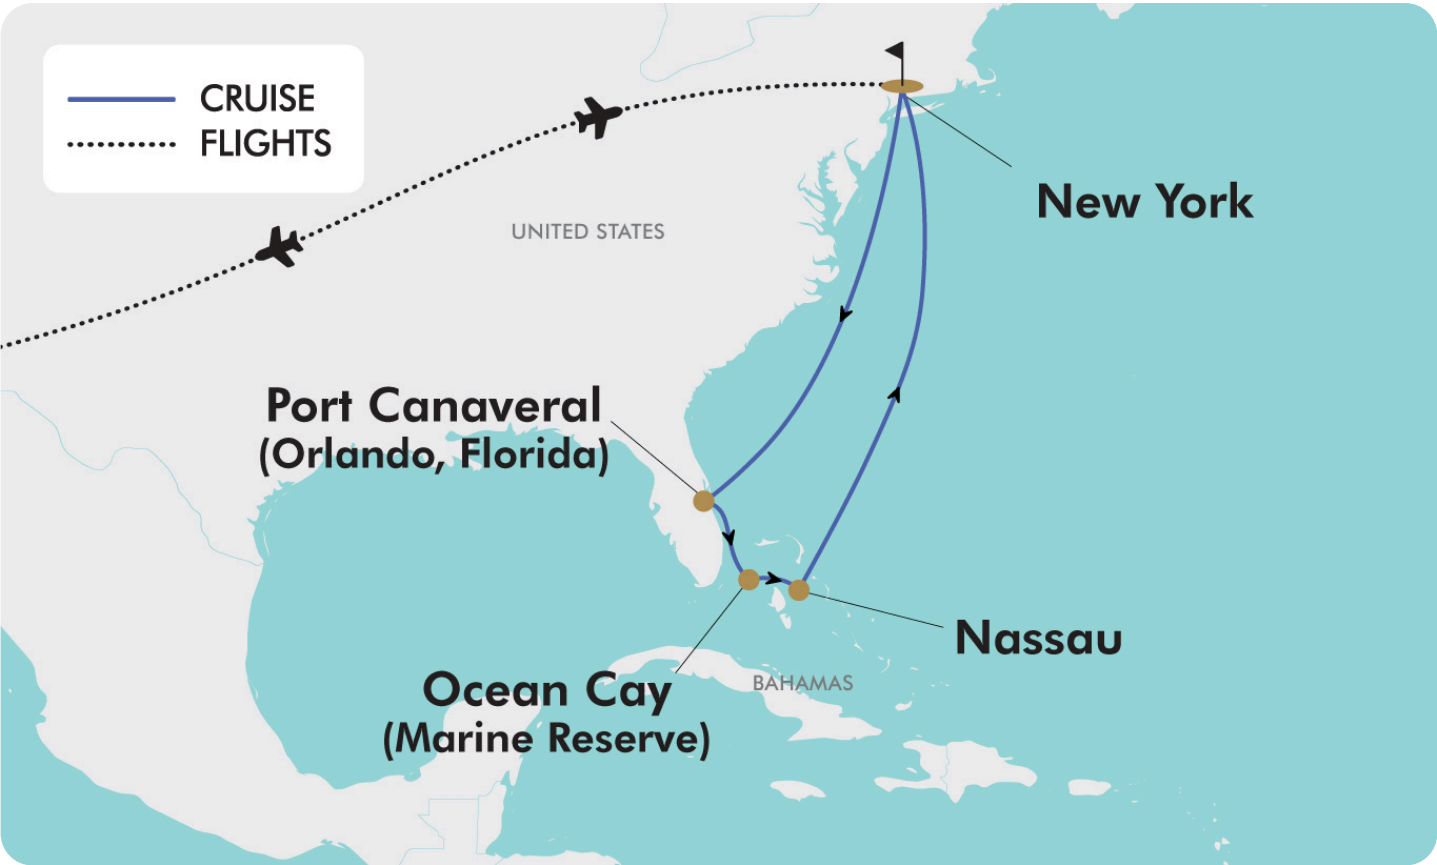 CRUISE
FLIGHTS
New York
UNITED STATES
Port Canaveral
(Orlando, Florida)
Nassau
Ocean Cay
(Marine Reserve)
BAHAMAS